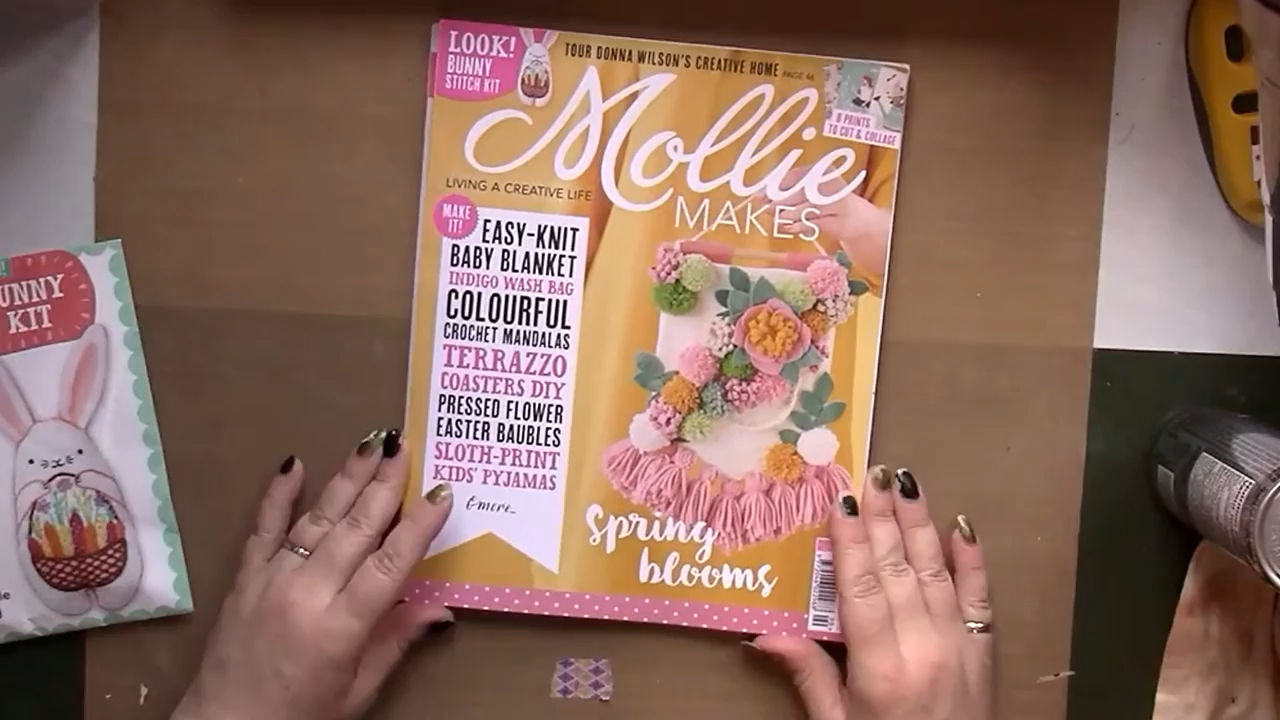 LOOK!
BUNNY
STITCH KIT
TOUR DONNA WILSON'S CREATIVE HOME PAGE 46
8 PRINTS
TO CUT & COLLAGE
Mollie
MAKES
LIVING A CREATIVE LIFE
MAKE
IT!
EASY-KNIT
BABY BLANKET
INDIGO WASH BAG
COLOURFUL
CROCHET MANDALAS
TERRAZZO
COASTERS DIY
PRESSED FLOWER
EASTER BAUBLES
SLOTH-PRINT
KIDS' PYJAMAS
& more
spring
blooms
UNNY
KIT